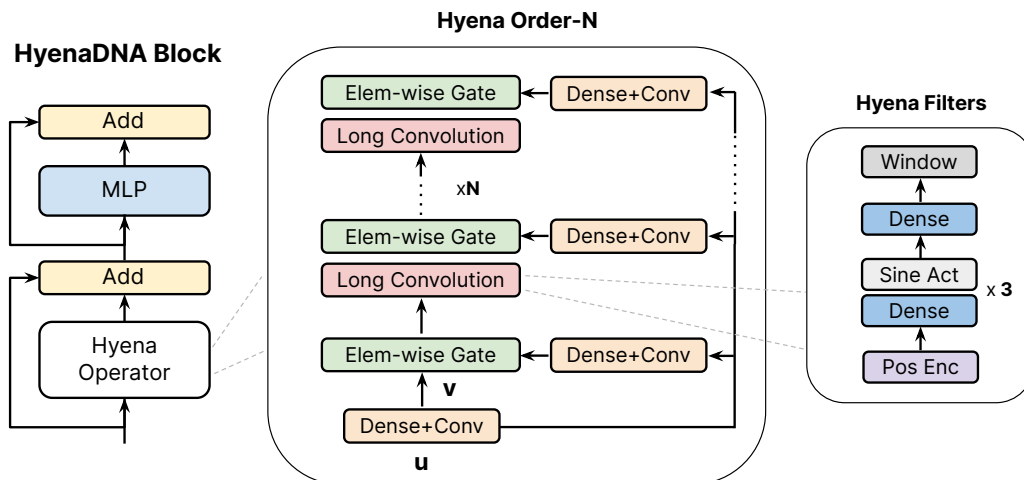 HyenaDNA Block
Add
MLP
Add
Hyena
Operator
Hyena Order-N
Elem-wise Gate
Dense+Conv
Long Convolution
xN
Elem-wise Gate
Dense+Conv
Long Convolution
Elem-wise Gate
Dense+Conv
v
Dense+Conv
u
Hyena Filters
Window
Dense
Sine Act
x 3
Dense
Pos Enc